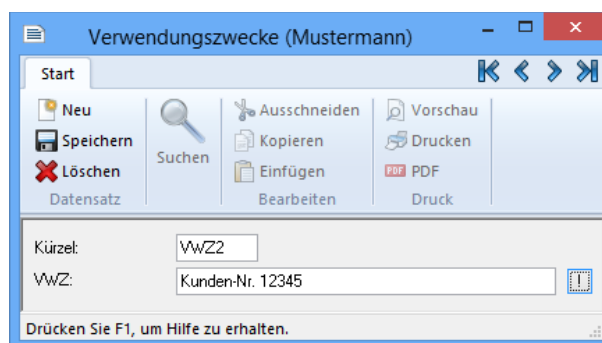 Verwendungszwecke (Mustermann)
Start
Neu
Speichern
Löschen
Datensatz
Suchen
Ausschneiden
Kopieren
Einfügen
Bearbeiten
Vorschau
Drucken
PDF PDF
Druck
Kürzel: VWZ2
VWZ: Kunden-Nr. 12345 !
Drücken Sie F1, um Hilfe zu erhalten.